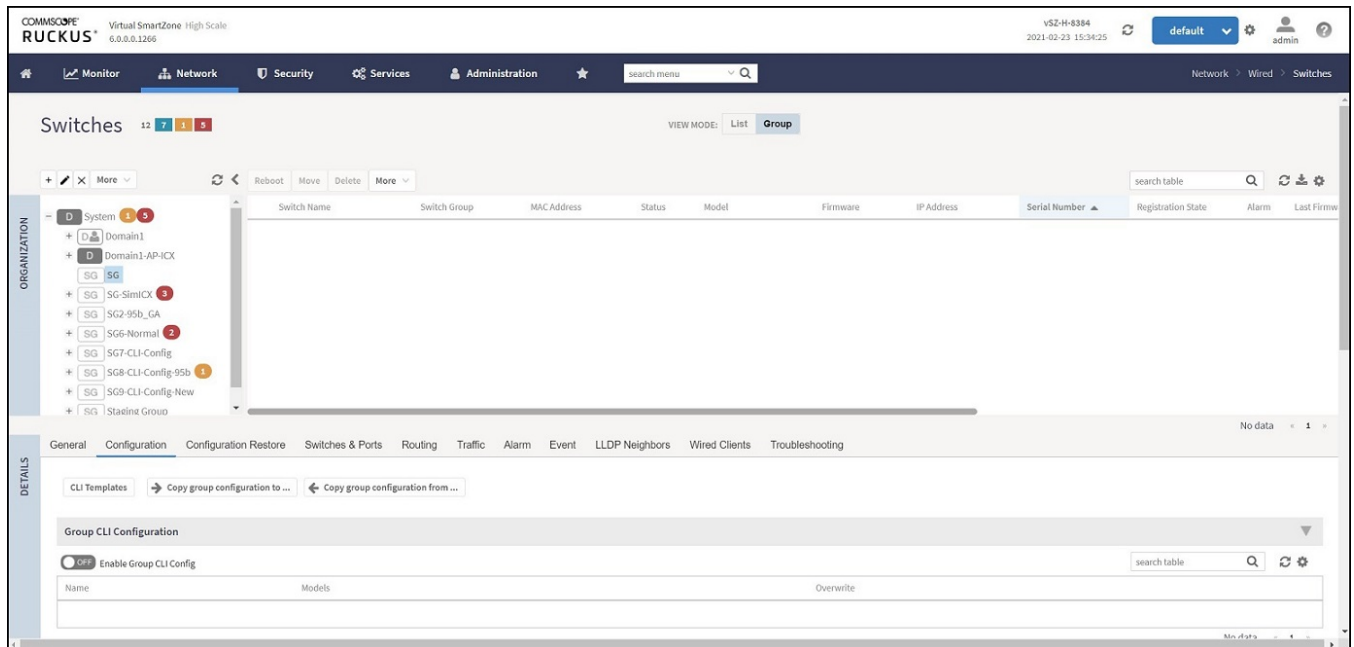 COMMSCOPE Virtual SmartZone High Scale vSZ-H-8384
RUCKUS 6.0.0.0.1266 2021-02-23 15:34:25 default admin
Monitor Network Security Services Administration search menu Network > Wired > Switches
Switches 12 7 1 5 VIEW MODE: List Group
More Reboot Move Delete More search table
Switch Name Switch Group MAC Address Status Model Firmware IP Address Serial Number Registration State Alarm Last Firmw
ORGANIZATION
D System 1 5
D Domain1
D Domain1-AP-ICX
SG SG
SG SG-SimICX 3
SG SG2-95b_GA
SG SG6-Normal 2
SG SG7-CLI-Config
SG SG8-CLI-Config-95b 1
SG SG9-CLI-Config-New
SG Staging Group
No data 1
DETAILS
General Configuration Configuration Restore Switches & Ports Routing Traffic Alarm Event LLDP Neighbors Wired Clients Troubleshooting
CLI Templates Copy group configuration to ... Copy group configuration from ...
Group CLI Configuration
OFF Enable Group CLI Config search table
Name Models Overwrite
No data 1